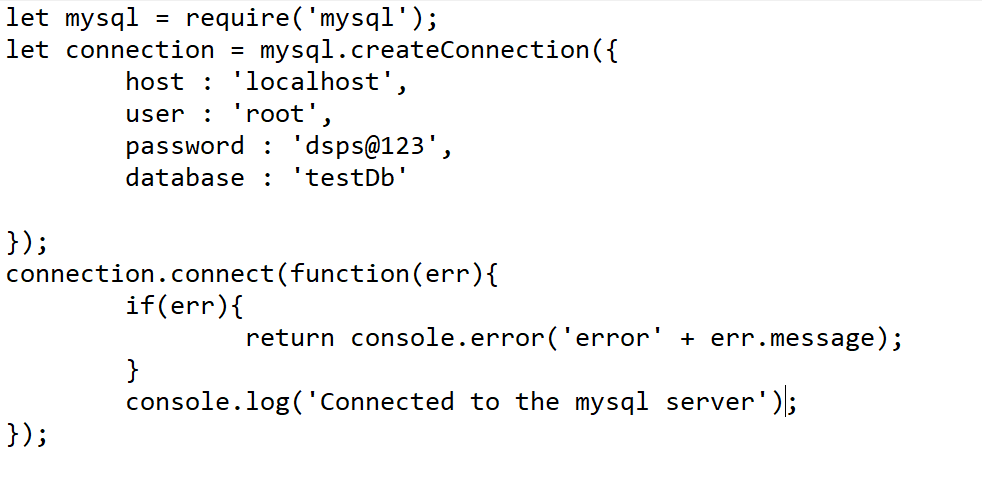 let mysql = require('mysql');
let connection = mysql.createConnection({
        host : 'localhost',
        user : 'root',
        password : 'dsps@123',
        database : 'testDb'

});
connection.connect(function(err){
        if(err){
                return console.error('error' + err.message);
        }
        console.log('Connected to the mysql server');
});